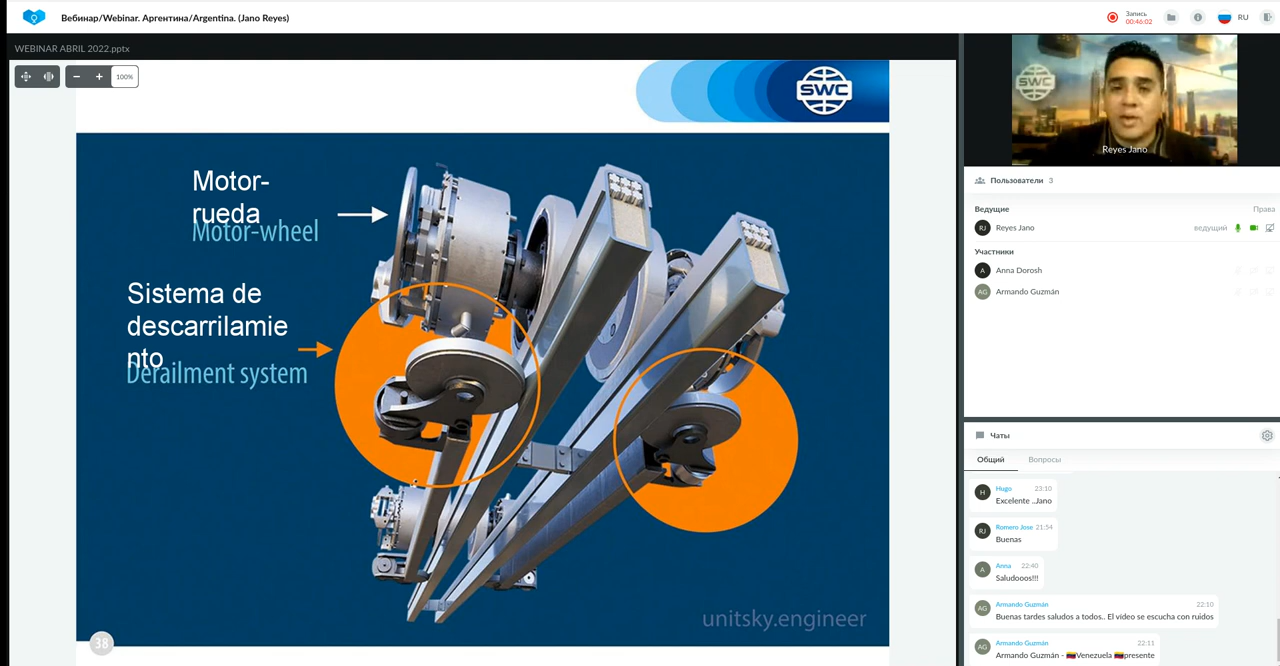 Вебинар/Webinar. Аргентина/Argentina. (Jano Reyes)
Запись
00:46:02
RU
WEBINAR ABRIL 2022.pptx
100%
SWC
Motor-
rueda
Motor-wheel
Sistema de
descarrilamie
nto
Derailment system
unitsky.engineer
38
SWC
Reyes Jano
Пользователи 3
Ведущие Права
RJ Reyes Jano ведущий
Участники
A Anna Dorosh
AG Armando Guzmán
Чаты
Общий Вопросы
H Hugo 23:10
Excelente ..Jano
RJ Romero Jose 21:54
Buenas
A Anna 22:40
Saludooos!!!
AG Armando Guzmán 22:10
Buenas tardes saludos a todos.. El video se escucha con ruidos
AG Armando Guzmán 22:11
Armando Guzmán - 🇻🇪Venezuela 🇻🇪presente